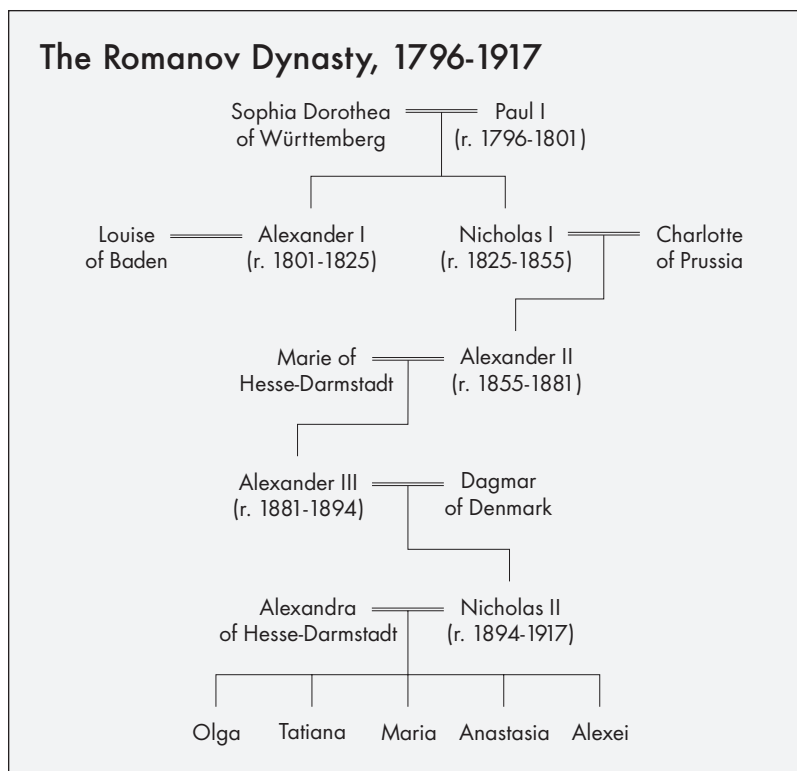 The Romanov Dynasty, 1796-1917
Sophia Dorothea
of Württemberg
Paul I
(r. 1796-1801)
Louise
of Baden
Alexander I
(r. 1801-1825)
Nicholas I
(r. 1825-1855)
Charlotte
of Prussia
Marie of
Hesse-Darmstadt
Alexander II
(r. 1855-1881)
Alexander III
(r. 1881-1894)
Dagmar
of Denmark
Alexandra
of Hesse-Darmstadt
Nicholas II
(r. 1894-1917)
Olga
Tatiana
Maria
Anastasia
Alexei